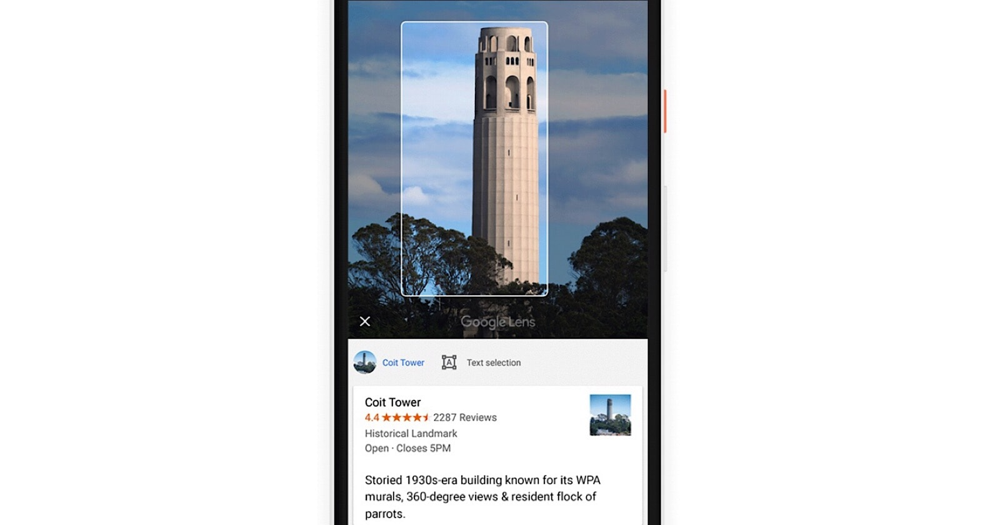 Google Lens
Coit Tower
Text selection
Coit Tower
4.4 2287 Reviews
Historical Landmark
Open · Closes 5PM
Storied 1930s-era building known for its WPA
murals, 360-degree views & resident flock of
parrots.